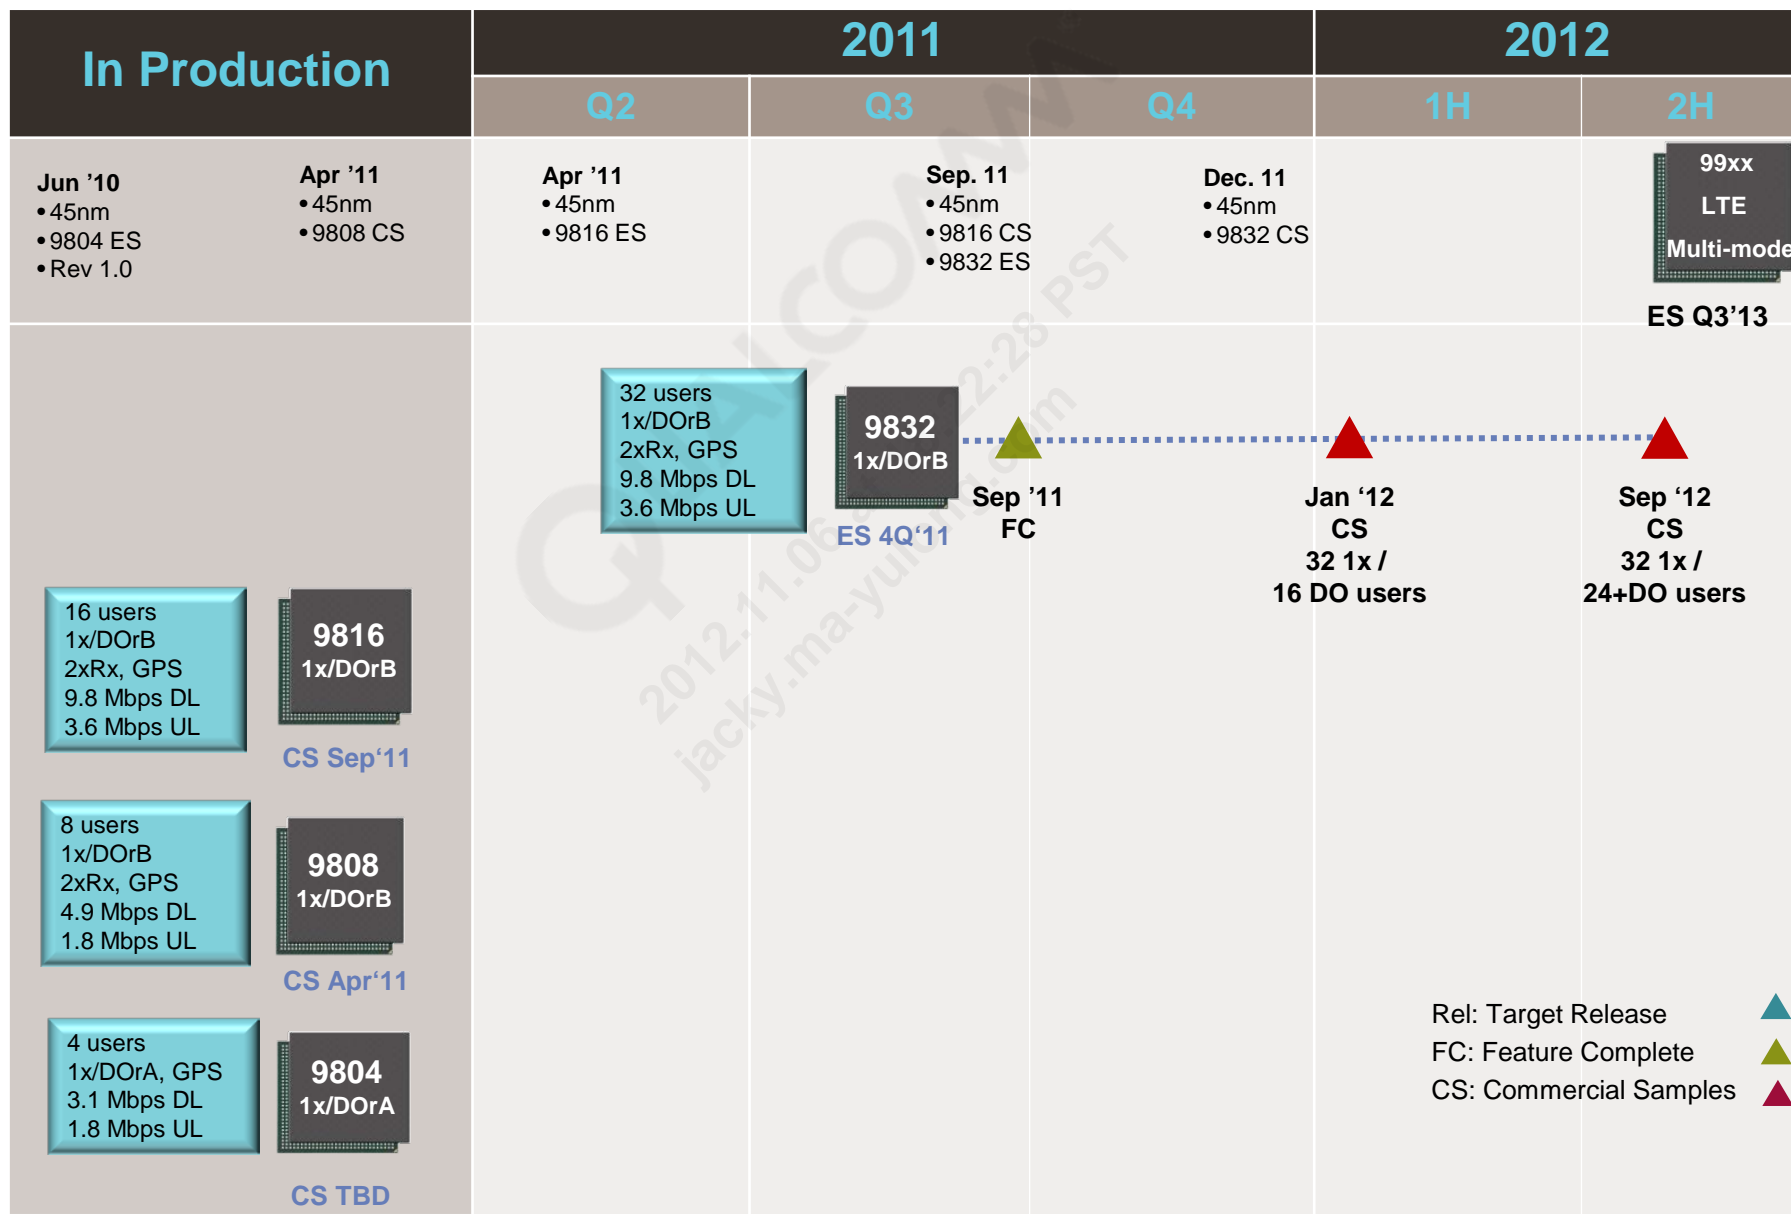 In Production
2011
2012
Q2
Q3
Q4
1H
2H
Jun ’10
•45nm
•9804 ES
•Rev 1.0
Apr ’11
•45nm
•9808 CS
Apr ’11
•45nm
•9816 ES
Sep. 11
•45nm
•9816 CS
•9832 ES
Dec. 11
•45nm
•9832 CS
99xx
LTE
Multi-mode
ES Q3’13
32 users
1x/DOrB
2xRx, GPS
9.8 Mbps DL
3.6 Mbps UL
9832
1x/DOrB
ES 4Q‘11
Sep ’11
FC
Jan ‘12
CS
32 1x /
16 DO users
Sep ‘12
CS
32 1x /
24+DO users
16 users
1x/DOrB
2xRx, GPS
9.8 Mbps DL
3.6 Mbps UL
9816
1x/DOrB
CS Sep‘11
8 users
1x/DOrB
2xRx, GPS
4.9 Mbps DL
1.8 Mbps UL
9808
1x/DOrB
CS Apr‘11
4 users
1x/DOrA, GPS
3.1 Mbps DL
1.8 Mbps UL
9804
1x/DOrA
CS TBD
Rel: Target Release
FC: Feature Complete
CS: Commercial Samples
QUALCOMM
2012.11.06 22:28 PST